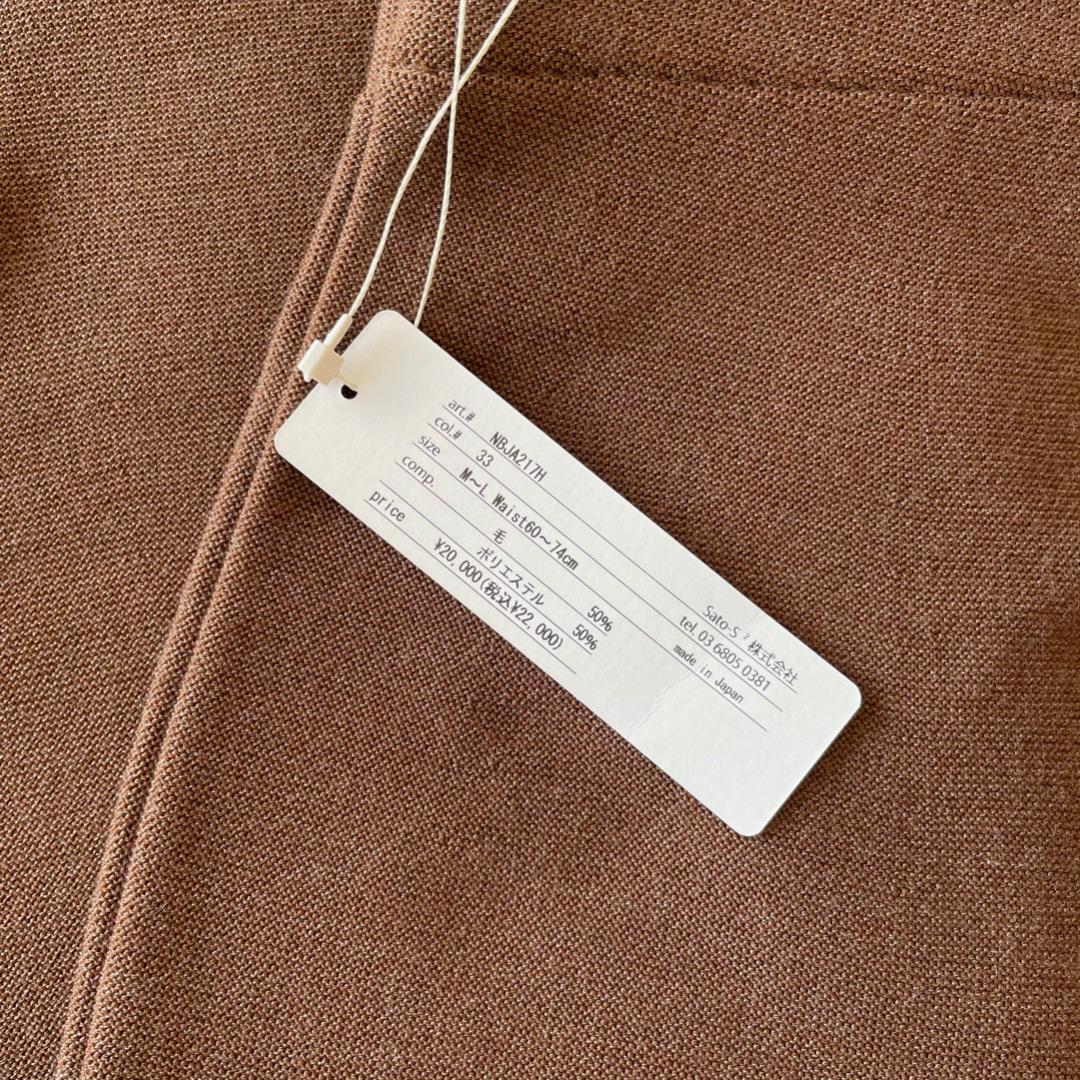 art.# NBJA217H
col.# 33
size M～L Waist60～74cm
comp. 毛 50%
ポリエステル 50%
price ¥20,000(税込¥22,000)
Sato-S² 株式会社
tel. 03 6805 0381
made in Japan